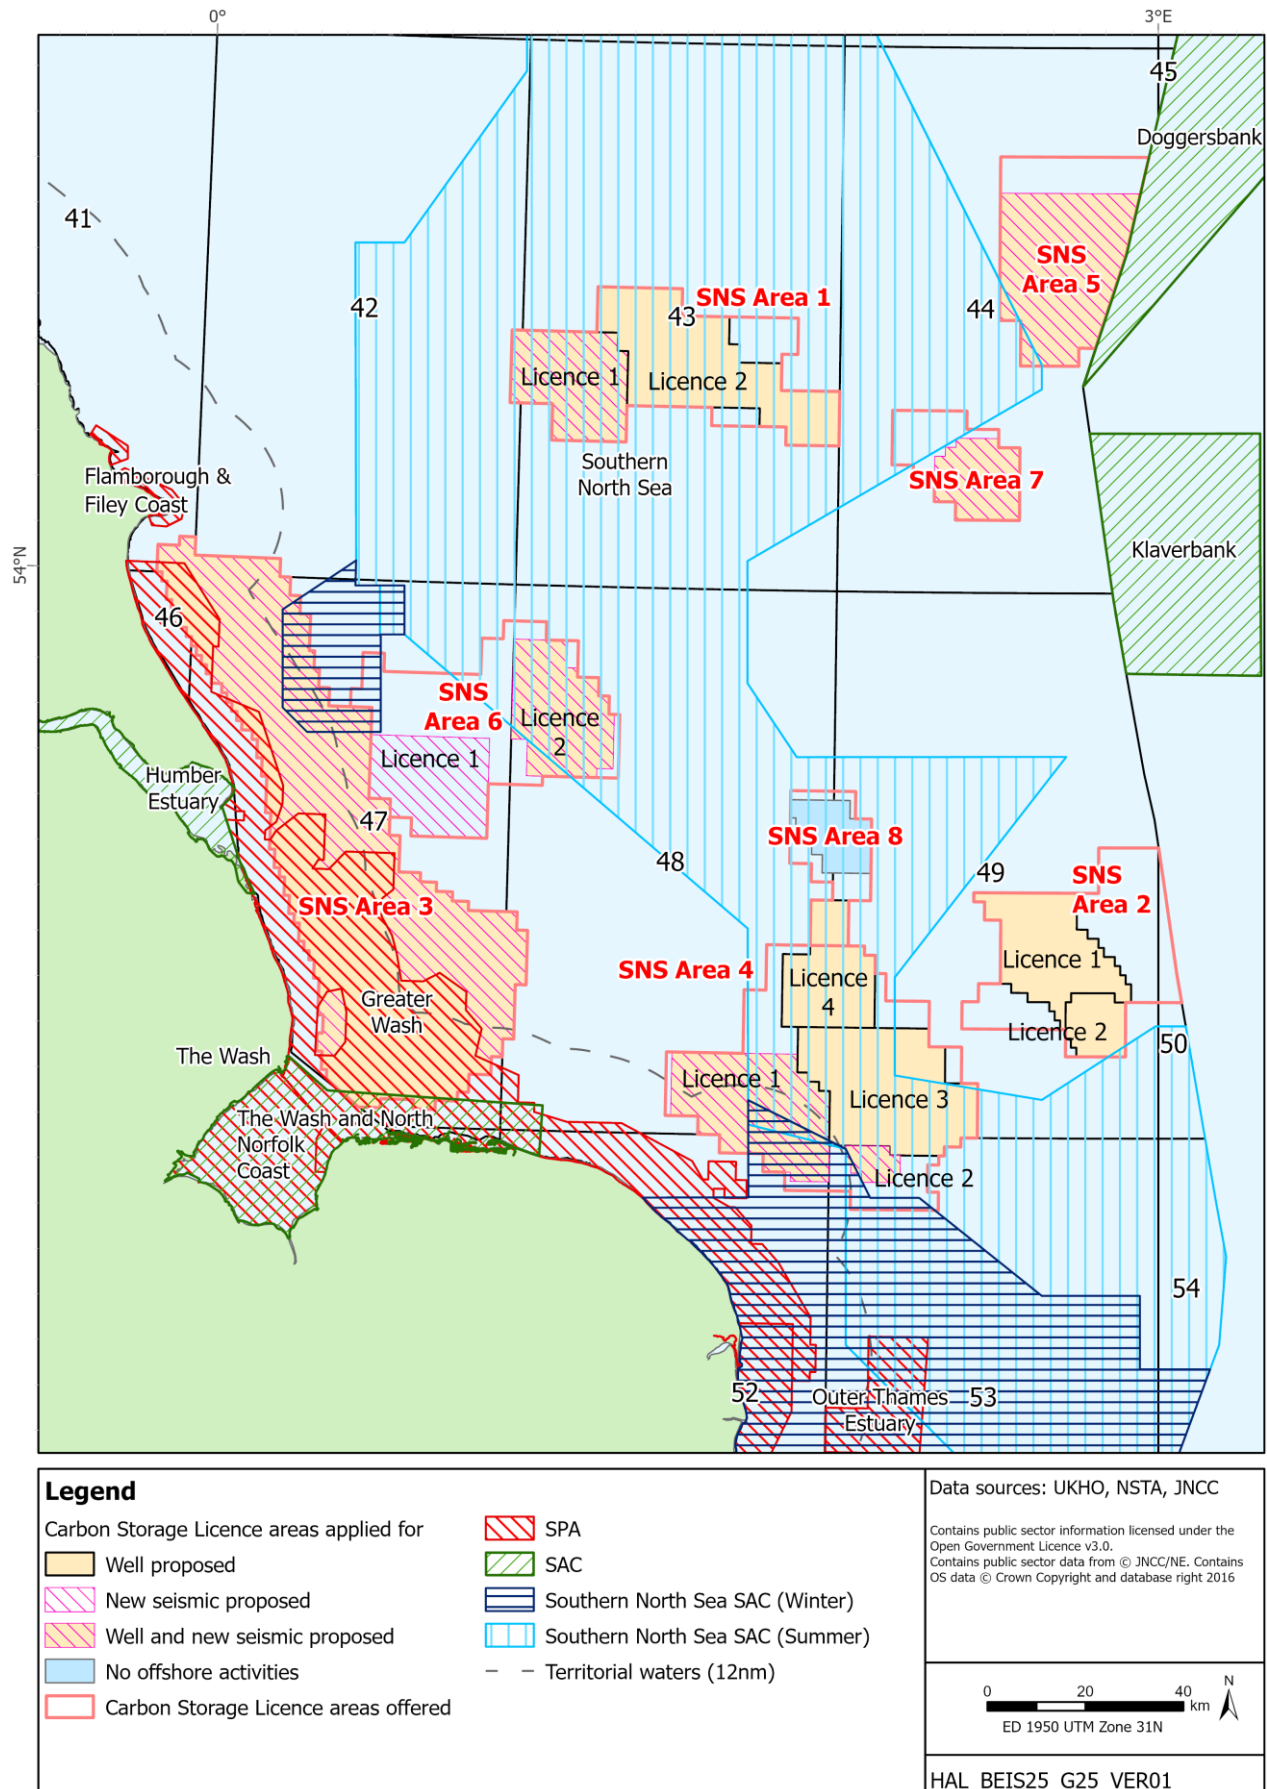 0°
3°E
45
Doggersbank
41
SNS
Area 5
42
SNS Area 1
43
44
Licence 1
Licence 2
Southern
North Sea
Flamborough &
Filey Coast
SNS Area 7
54°N
Klaverbank
46
SNS
Area 6
Licence
2
Licence 1
Humber
Estuary
47
SNS Area 8
48
49
SNS
Area 2
SNS Area 3
Licence 1
SNS Area 4
Licence
4
Greater
Wash
Licence 2
50
The Wash
Licence 1
Licence 3
The Wash and North
Norfolk
Coast
Licence 2
54
52
Outer Thames
Estuary
53
Legend
Carbon Storage Licence areas applied for
Well proposed
New seismic proposed
Well and new seismic proposed
No offshore activities
Carbon Storage Licence areas offered
SPA
SAC
Southern North Sea SAC (Winter)
Southern North Sea SAC (Summer)
Territorial waters (12nm)
Data sources: UKHO, NSTA, JNCC
Contains public sector information licensed under the
Open Government Licence v3.0.
Contains public sector data from © JNCC/NE. Contains
OS data © Crown Copyright and database right 2016
0 20 40
km
N
ED 1950 UTM Zone 31N
HAL_BEIS25_G25_VER01